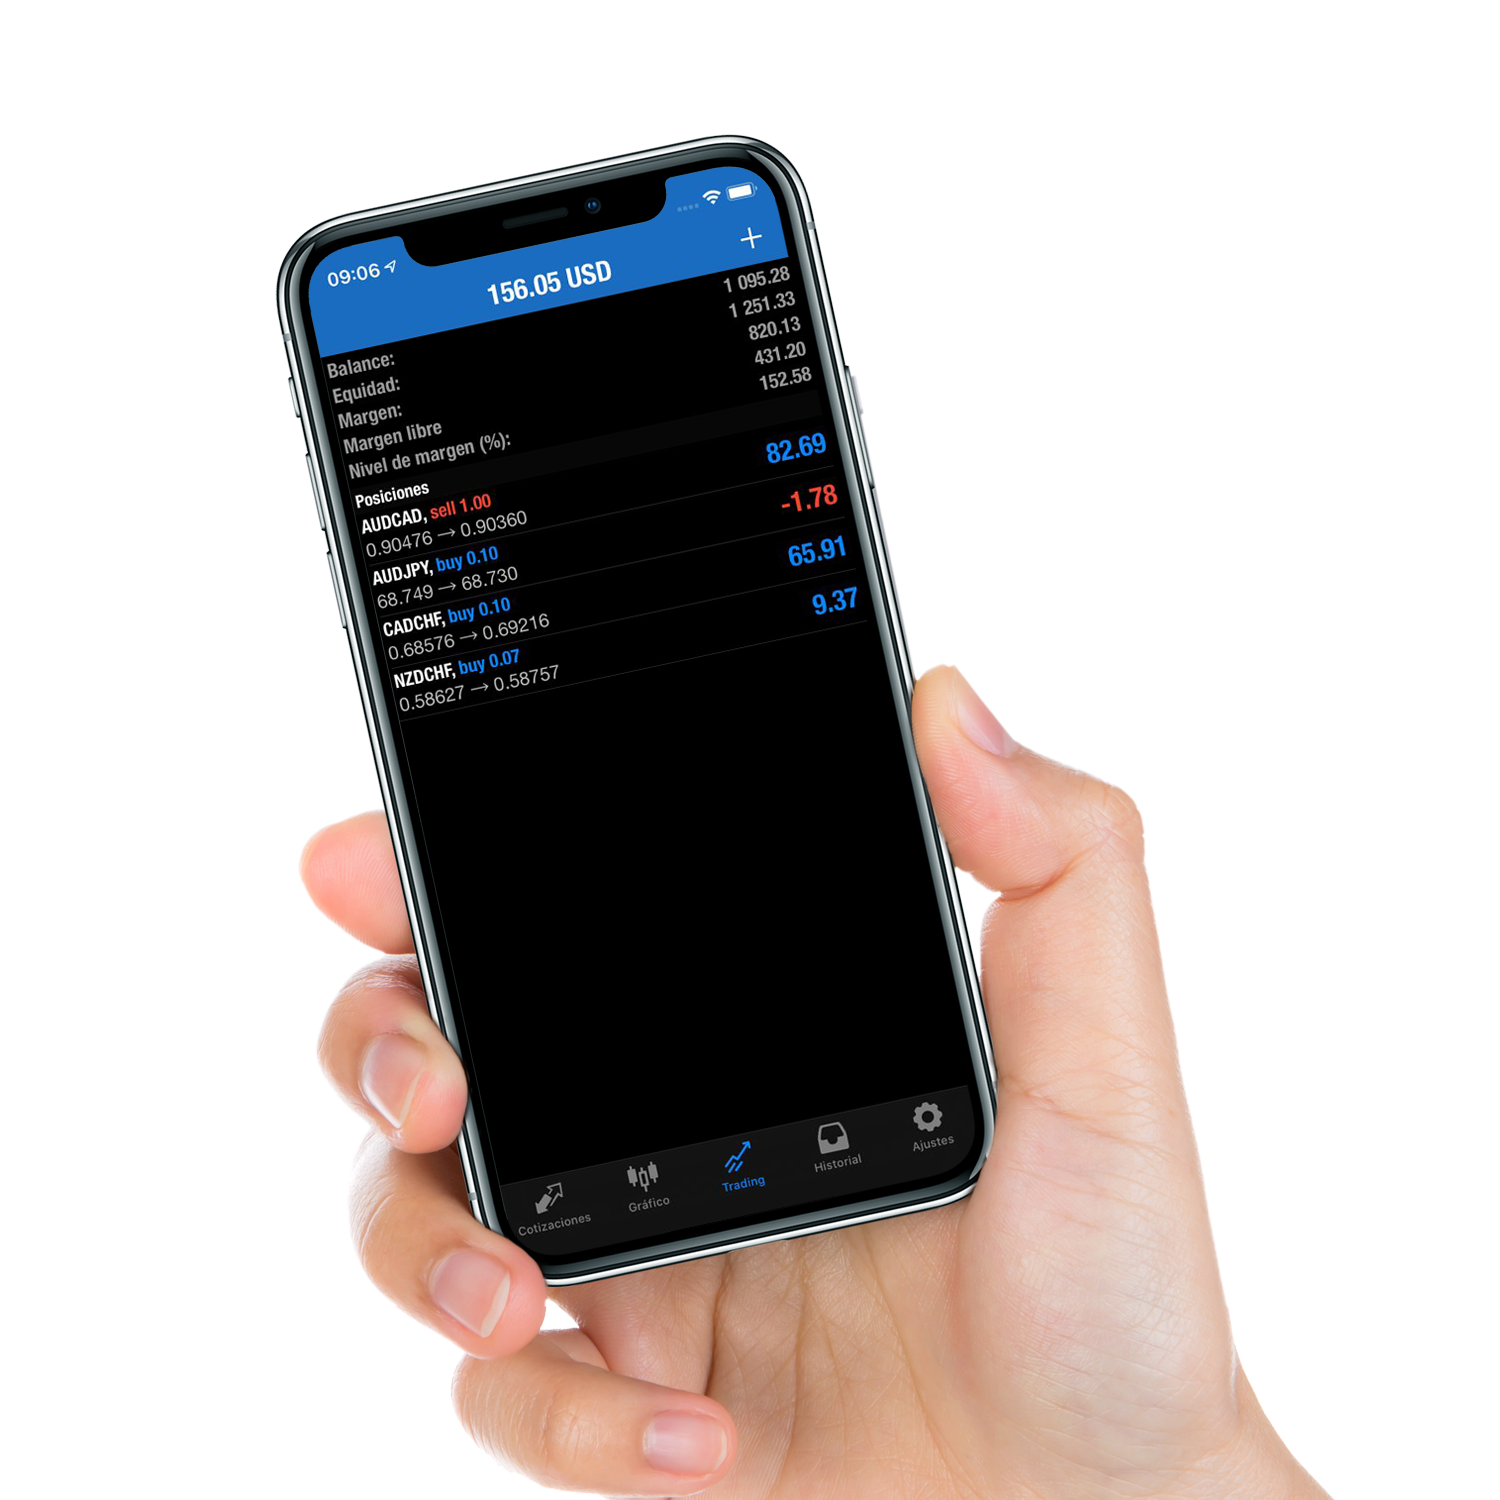 09:06
156.05 USD
Balance: 1 095.28
Equidad: 1 251.33
Margen: 820.13
Margen libre 431.20
Nivel de margen (%): 152.58
Posiciones
AUDCAD, sell 1.00
0.90476 → 0.90360 82.69
AUDJPY, buy 0.10
68.749 → 68.730 -1.78
CADCHF, buy 0.10
0.68576 → 0.69216 65.91
NZDCHF, buy 0.07
0.58627 → 0.58757 9.37
Cotizaciones Gráfico Trading Historial Ajustes